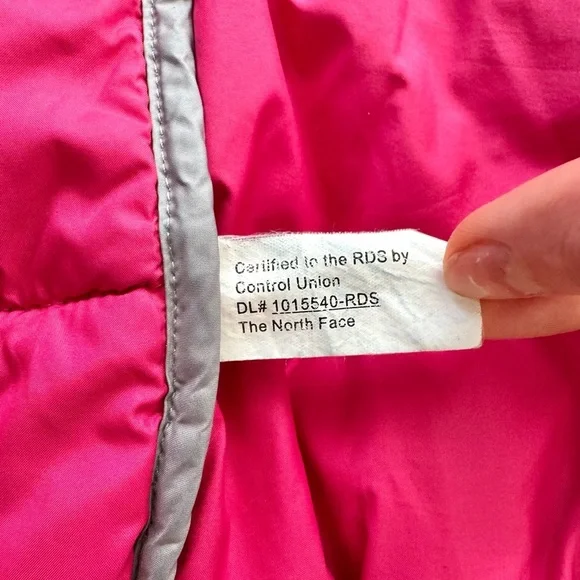 Certified to the RDS by
Control Union
DL# 1015540-RDS
The North Face